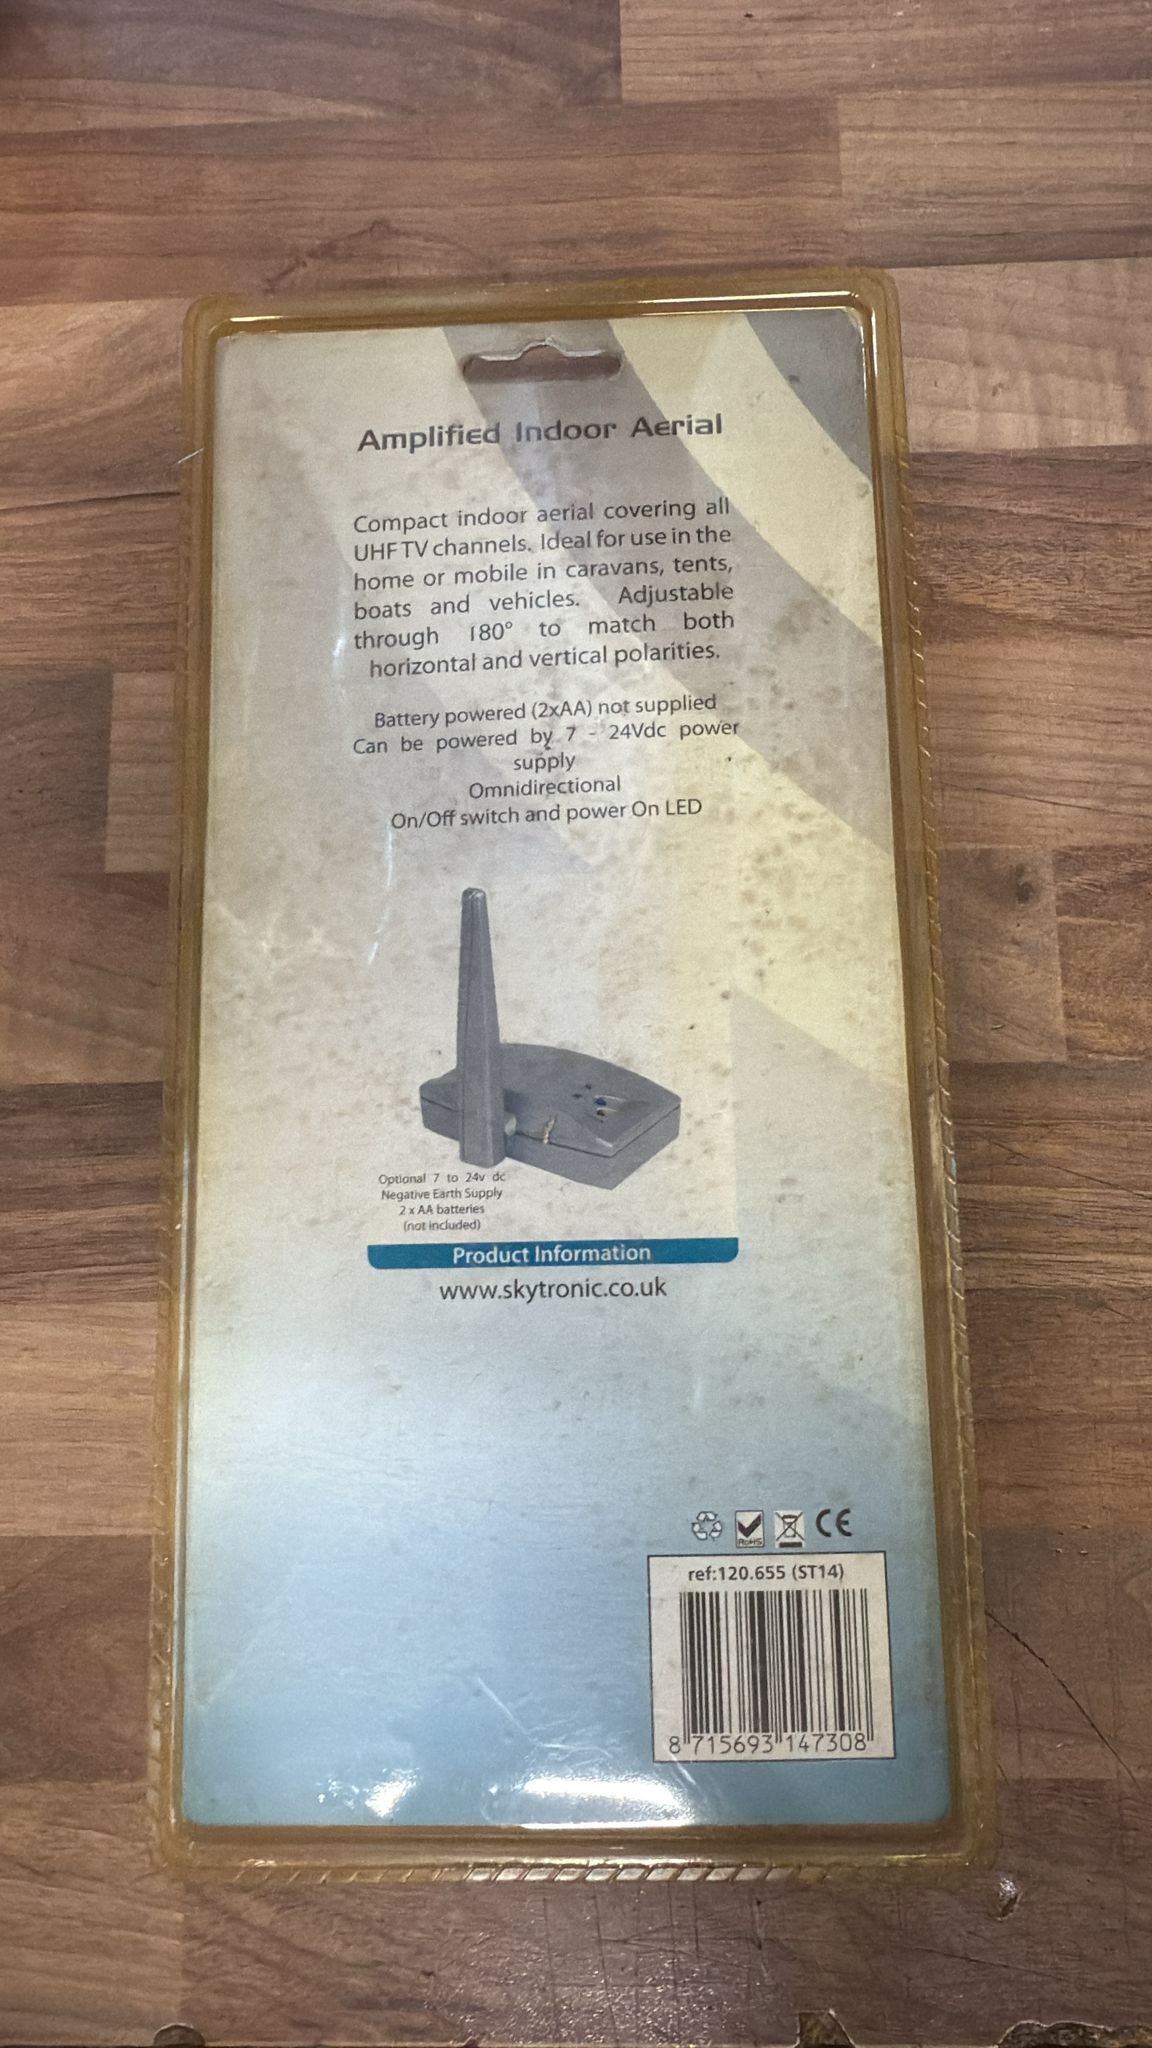 Amplified Indoor Aerial
Compact indoor aerial covering all
UHF TV channels. Ideal for use in the
home or mobile in caravans, tents,
boats and vehicles. Adjustable
through 180° to match both
horizontal and vertical polarities.
Battery powered (2xAA) not supplied
Can be powered by 7 - 24Vdc power
supply
Omnidirectional
On/Off switch and power On LED
Optional 7 to 24v dc
Negative Earth Supply
2 x AA batteries
(not included)
Product Information
www.skytronic.co.uk
RoHS
CE
ref:120.655 (ST14)
8 715693 147308